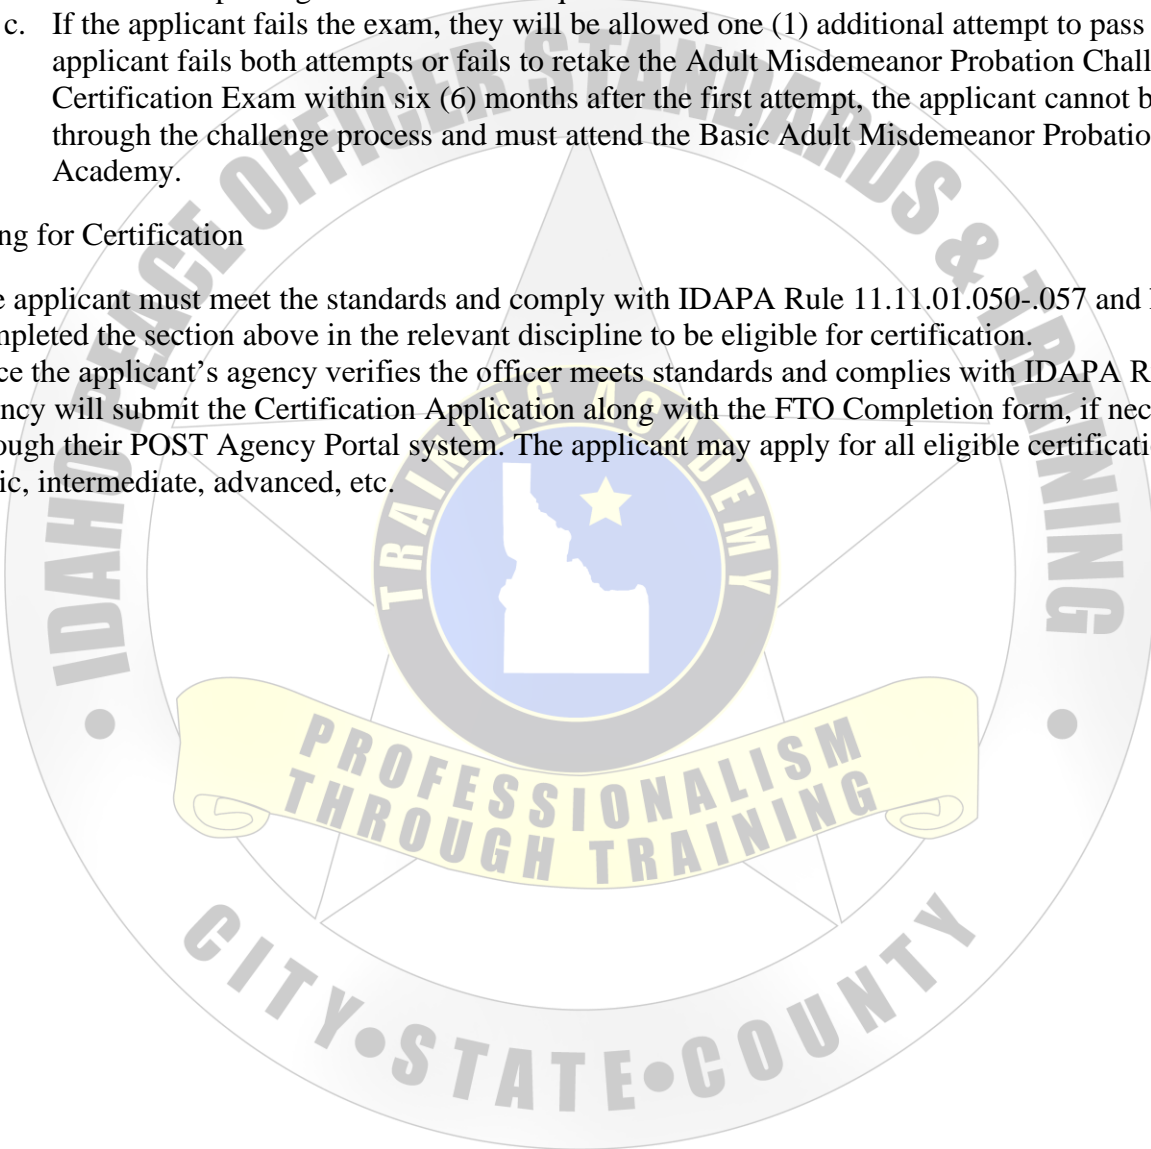 c. If the applicant fails the exam, they will be allowed one (1) additional attempt to pass
applicant fails both attempts or fails to retake the Adult Misdemeanor Probation Chall
Certification Exam within six (6) months after the first attempt, the applicant cannot b
through the challenge process and must attend the Basic Adult Misdemeanor Probatio
Academy.
ng for Certification
e applicant must meet the standards and comply with IDAPA Rule 11.11.01.050-.057 and
mpleted the section above in the relevant discipline to be eligible for certification.
ce the applicant’s agency verifies the officer meets standards and complies with IDAPA R
ncy will submit the Certification Application along with the FTO Completion form, if nec
ough their POST Agency Portal system. The applicant may apply for all eligible certificati
ic, intermediate, advanced, etc.
IDAHO PEACE OFFICER STANDARDS & TRAINING
TRAINING ACADEMY
PROFESSIONALISM
THROUGH TRAINING
CITY•STATE•COUNTY